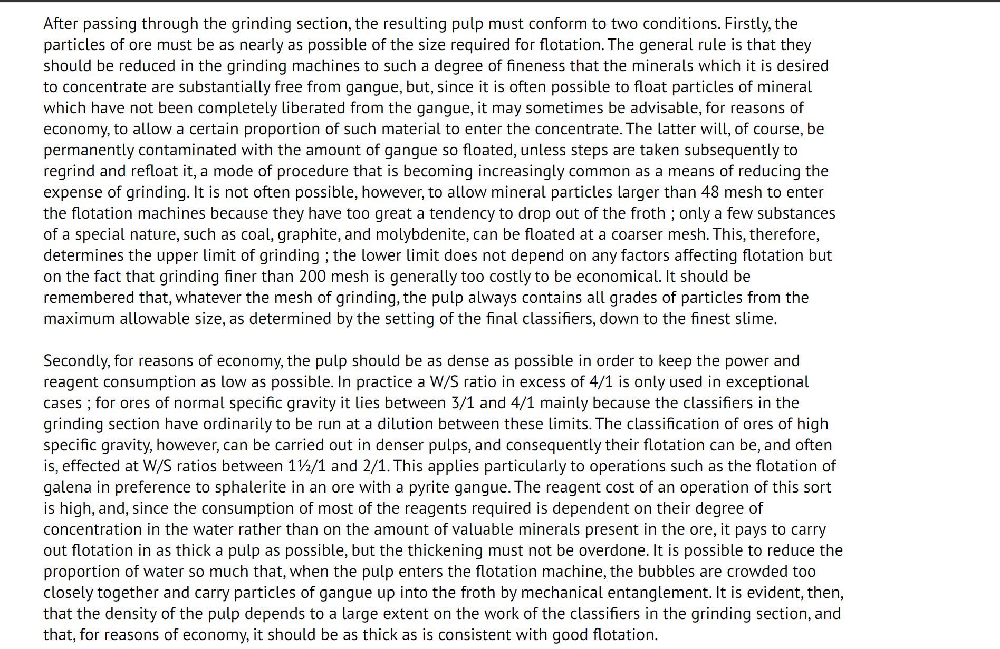 After passing through the grinding section, the resulting pulp must conform to two conditions. Firstly, the
particles of ore must be as nearly as possible of the size required for flotation. The general rule is that they
should be reduced in the grinding machines to such a degree of fineness that the minerals which it is desired
to concentrate are substantially free from gangue, but, since it is often possible to float particles of mineral
which have not been completely liberated from the gangue, it may sometimes be advisable, for reasons of
economy, to allow a certain proportion of such material to enter the concentrate. The latter will, of course, be
permanently contaminated with the amount of gangue so floated, unless steps are taken subsequently to
regrind and refloat it, a mode of procedure that is becoming increasingly common as a means of reducing the
expense of grinding. It is not often possible, however, to allow mineral particles larger than 48 mesh to enter
the flotation machines because they have too great a tendency to drop out of the froth ; only a few substances
of a special nature, such as coal, graphite, and molybdenite, can be floated at a coarser mesh. This, therefore,
determines the upper limit of grinding ; the lower limit does not depend on any factors affecting flotation but
on the fact that grinding finer than 200 mesh is generally too costly to be economical. It should be
remembered that, whatever the mesh of grinding, the pulp always contains all grades of particles from the
maximum allowable size, as determined by the setting of the final classifiers, down to the finest slime.
Secondly, for reasons of economy, the pulp should be as dense as possible in order to keep the power and
reagent consumption as low as possible. In practice a W/S ratio in excess of 4/1 is only used in exceptional
cases ; for ores of normal specific gravity it lies between 3/1 and 4/1 mainly because the classifiers in the
grinding section have ordinarily to be run at a dilution between these limits. The classification of ores of high
specific gravity, however, can be carried out in denser pulps, and consequently their flotation can be, and often
is, effected at W/S ratios between 1½/1 and 2/1. This applies particularly to operations such as the flotation of
galena in preference to sphalerite in an ore with a pyrite gangue. The reagent cost of an operation of this sort
is high, and, since the consumption of most of the reagents required is dependent on their degree of
concentration in the water rather than on the amount of valuable minerals present in the ore, it pays to carry
out flotation in as thick a pulp as possible, but the thickening must not be overdone. It is possible to reduce the
proportion of water so much that, when the pulp enters the flotation machine, the bubbles are crowded too
closely together and carry particles of gangue up into the froth by mechanical entanglement. It is evident, then,
that the density of the pulp depends to a large extent on the work of the classifiers in the grinding section, and
that, for reasons of economy, it should be as thick as is consistent with good flotation.